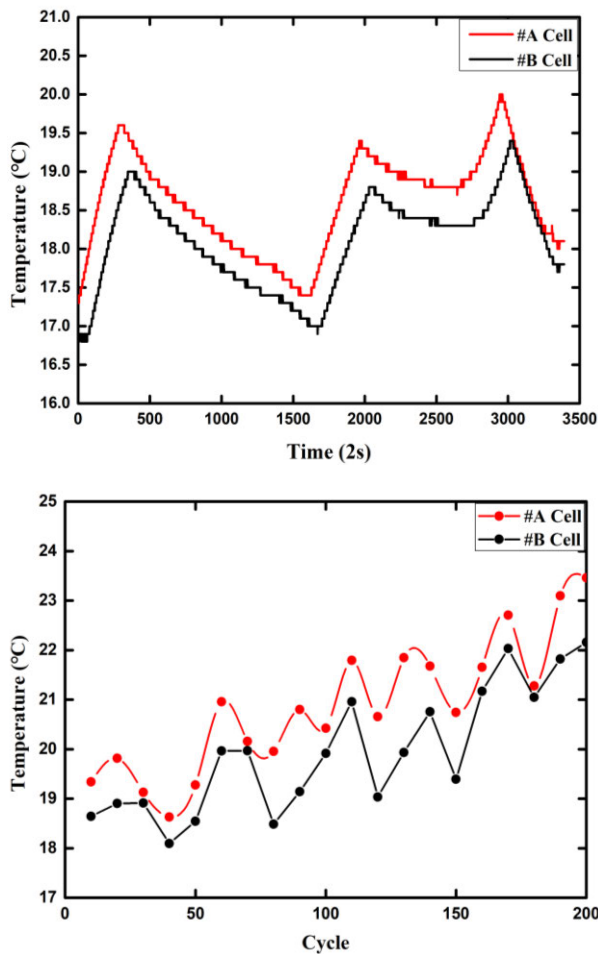 21.0
20.5
20.0
19.5
19.0
18.5
18.0
17.5
17.0
16.5
16.0
Temperature (°C)
#A Cell
#B Cell
0 500 1000 1500 2000 2500 3000 3500
Time (2s)
25
24
23
22
21
20
19
18
17
Temperature (°C)
#A Cell
#B Cell
0 50 100 150 200
Cycle